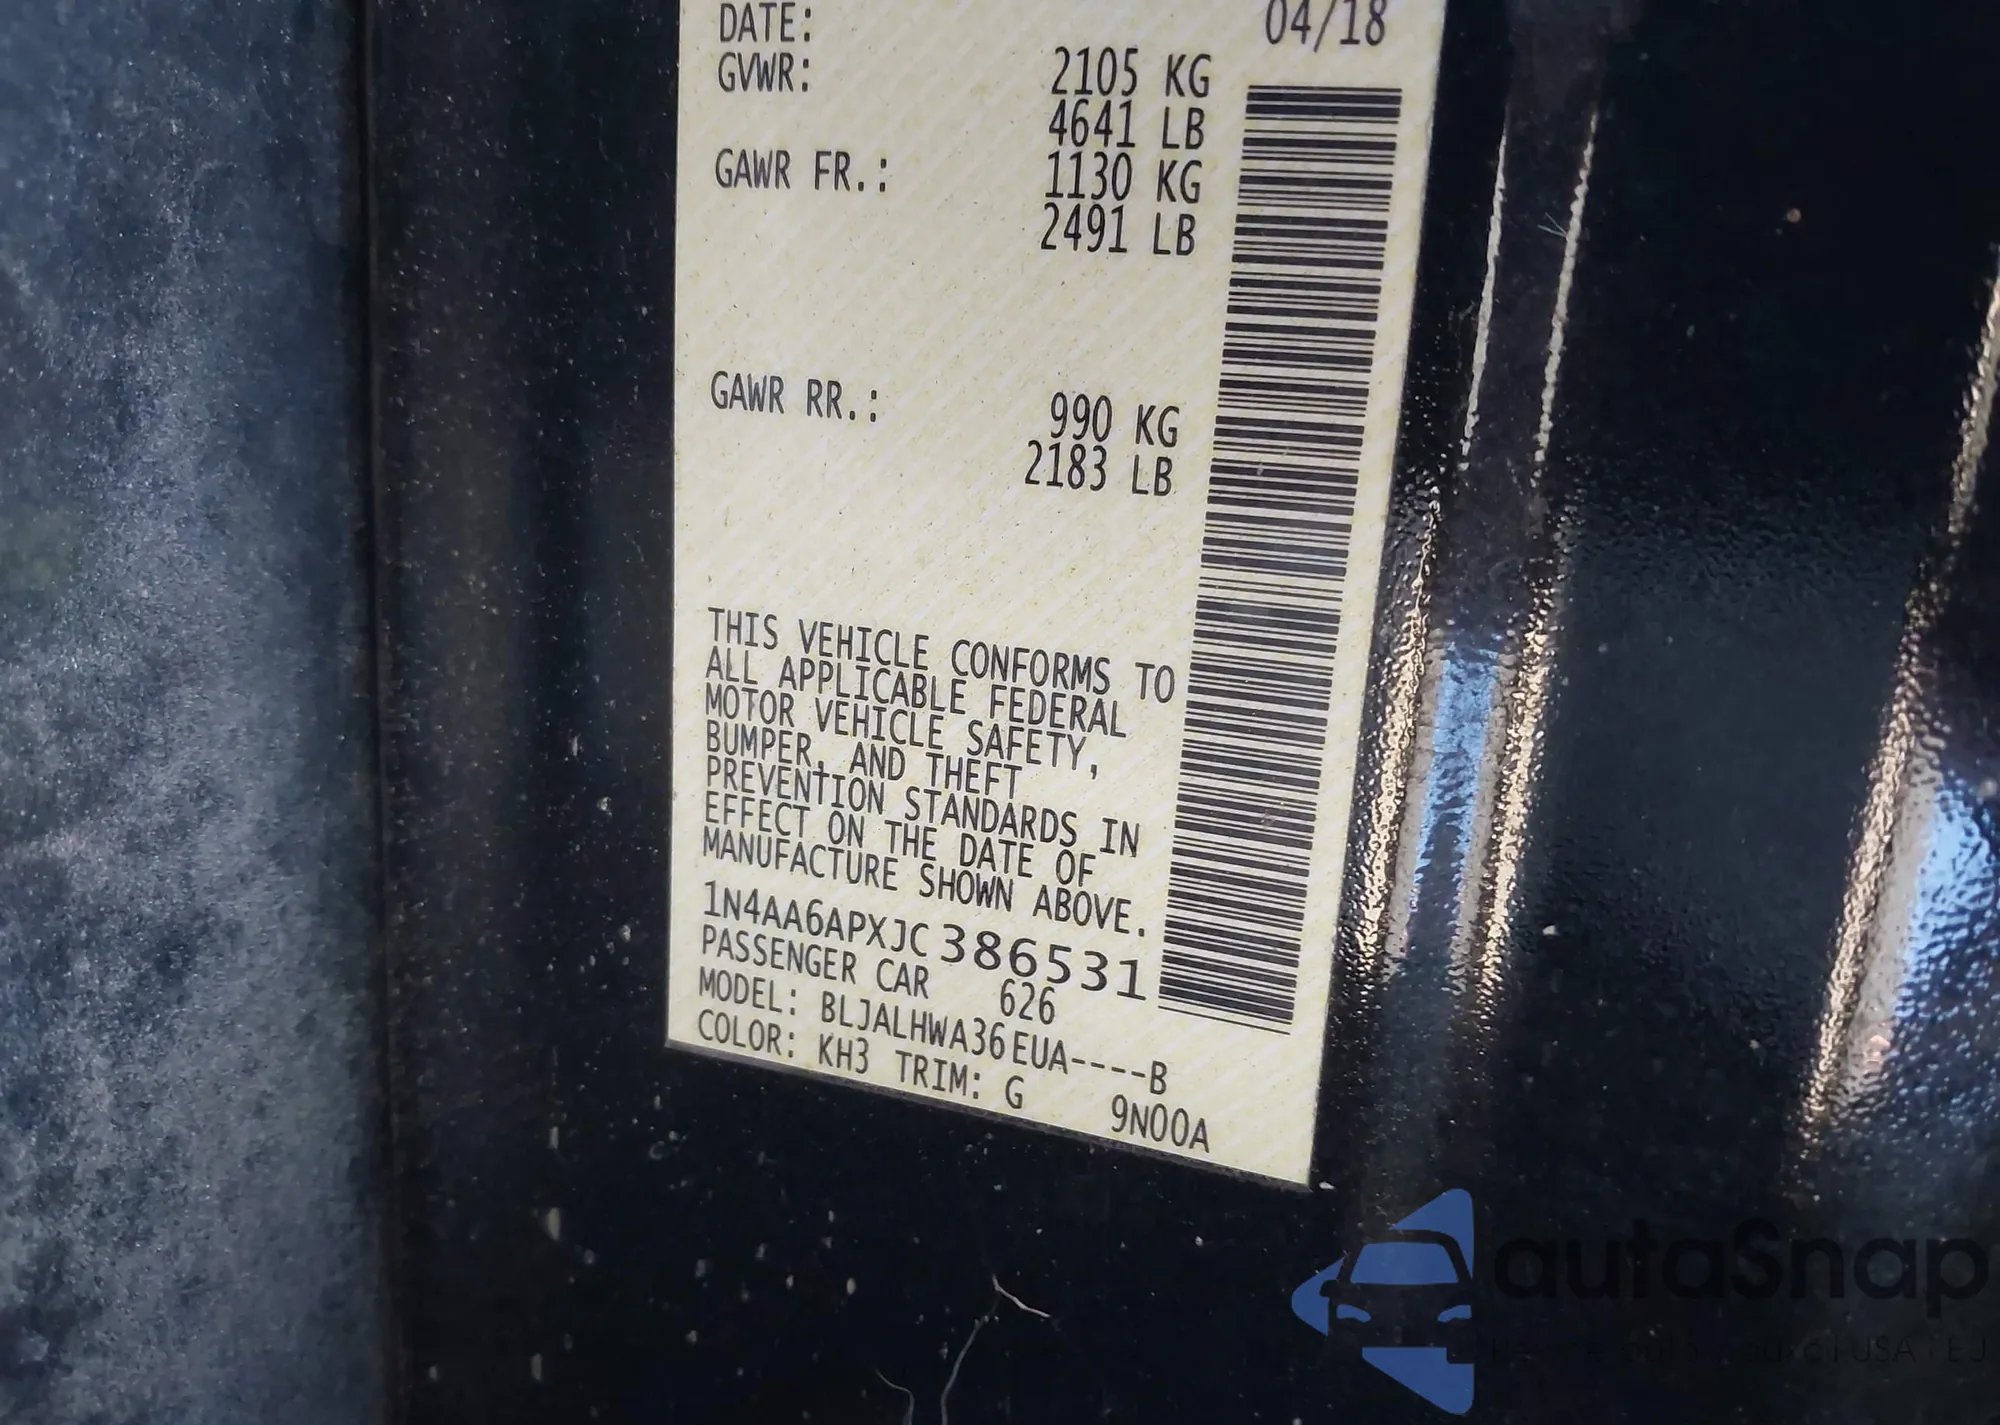 DATE: 04/18
GVWR: 2105 KG
4641 LB
GAWR FR.: 1130 KG
2491 LB
GAWR RR.: 990 KG
2183 LB
THIS VEHICLE CONFORMS TO
ALL APPLICABLE FEDERAL
MOTOR VEHICLE SAFETY,
BUMPER, AND THEFT
PREVENTION STANDARDS IN
EFFECT ON THE DATE OF
MANUFACTURE SHOWN ABOVE.
1N4AA6APXJC386531
PASSENGER CAR 626
MODEL: BLJALHWA36EUA----B
COLOR: KH3 TRIM: G 9N00A
autaSnap
USA